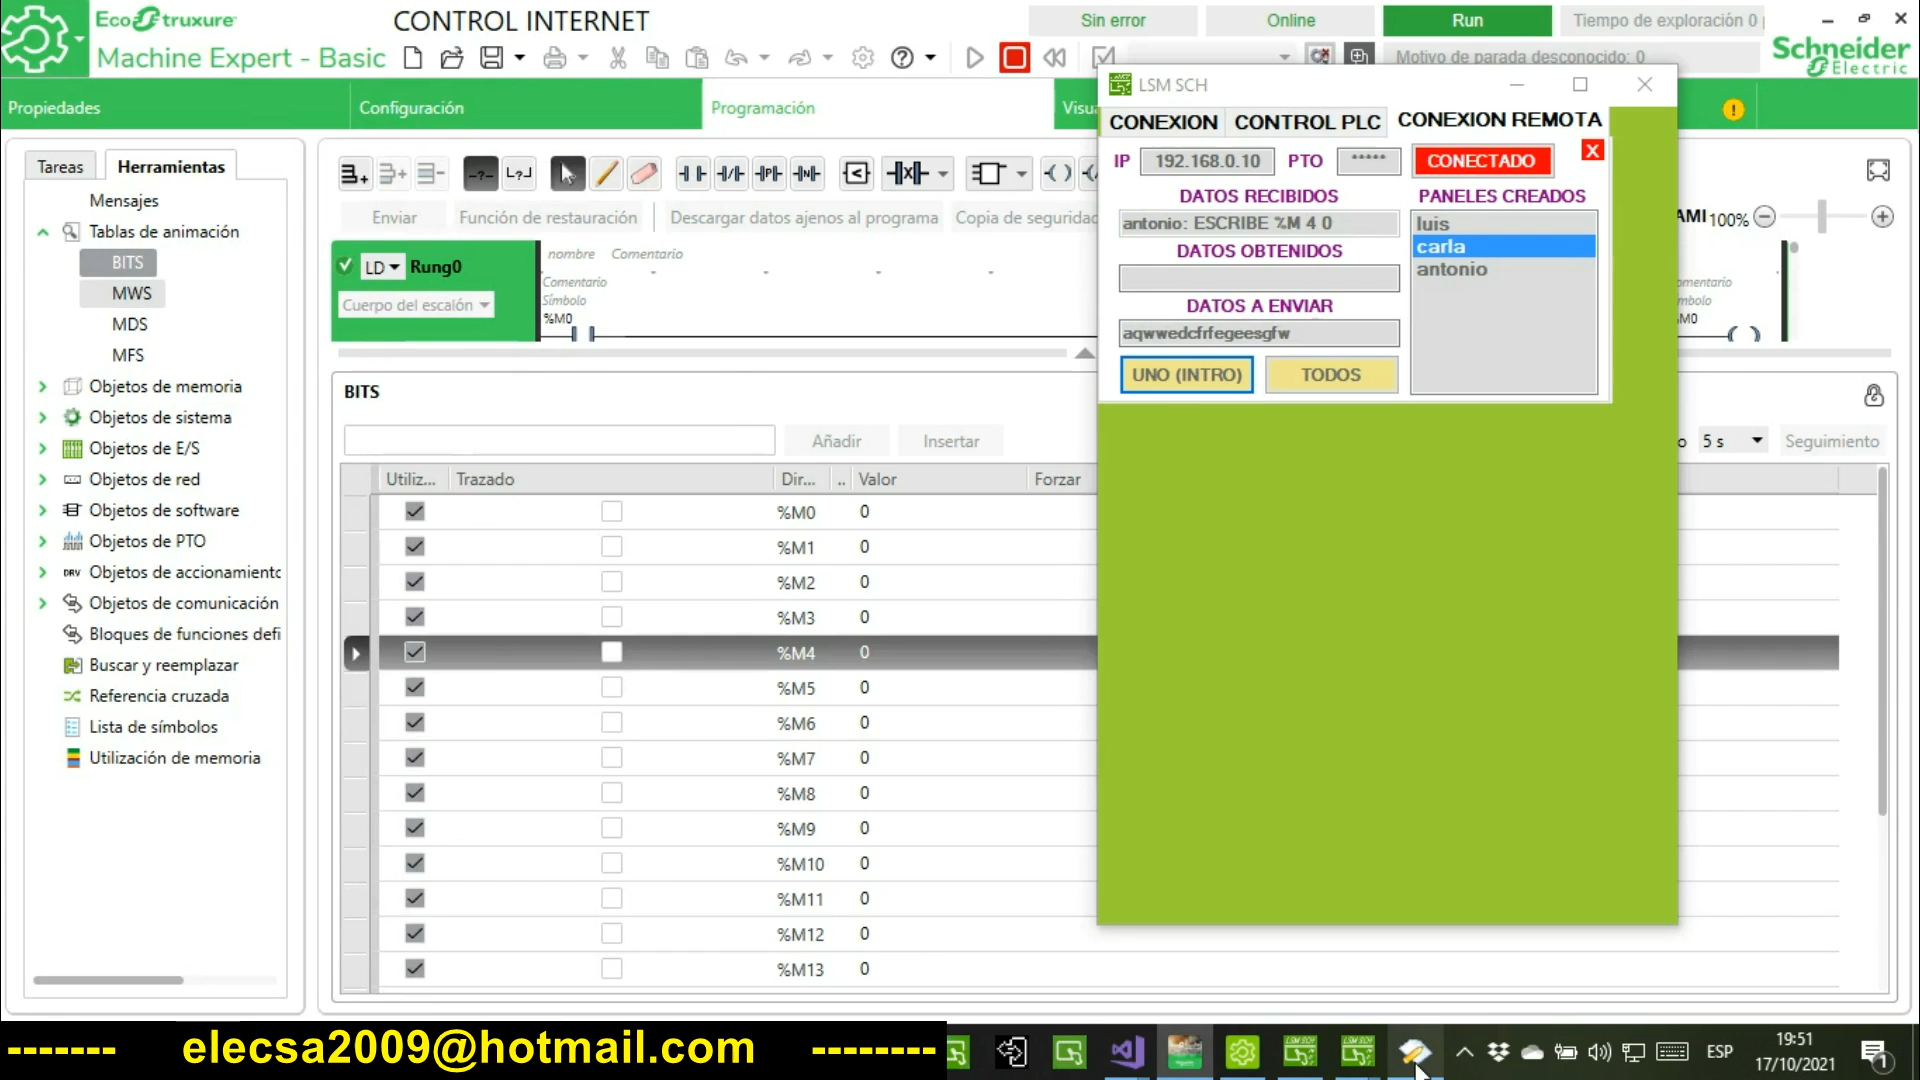 EcoStruxure
Machine Expert - Basic
CONTROL INTERNET
Sin error
Online
Run
Tiempo de exploración 0
Motivo de parada desconocido: 0
Schneider
Electric
Propiedades
Configuración
Programación
Tareas
Herramientas
Mensajes
Tablas de animación
BITS
MWS
MDS
MFS
Objetos de memoria
Objetos de sistema
Objetos de E/S
Objetos de red
Objetos de software
Objetos de PTO
DRV Objetos de accionamiento
Objetos de comunicación
Bloques de funciones defi
Buscar y reemplazar
Referencia cruzada
Lista de símbolos
Utilización de memoria
Enviar
Función de restauración
Descargar datos ajenos al programa
Copia de seguridad
100%
LD
Rung0
nombre
Comentario
Cuerpo del escalón
Comentario
Símbolo
%M0
BITS
Añadir
Insertar
5 s
Seguimiento
Utiliz...
Trazado
Dir...
..
Valor
Forzar
%M0 0
%M1 0
%M2 0
%M3 0
%M4 0
%M5 0
%M6 0
%M7 0
%M8 0
%M9 0
%M10 0
%M11 0
%M12 0
%M13 0
LSM SCH
CONEXION
CONTROL PLC
CONEXION REMOTA
IP
192.168.0.10
PTO
*****
CONECTADO
X
DATOS RECIBIDOS
PANELES CREADOS
antonio: ESCRIBE %M 4 0
luis
carla
antonio
DATOS OBTENIDOS
DATOS A ENVIAR
aqwwedcfrfegeesgfw
UNO (INTRO)
TODOS
------- elecsa2009@hotmail.com --------
ESP
19:51
17/10/2021
1